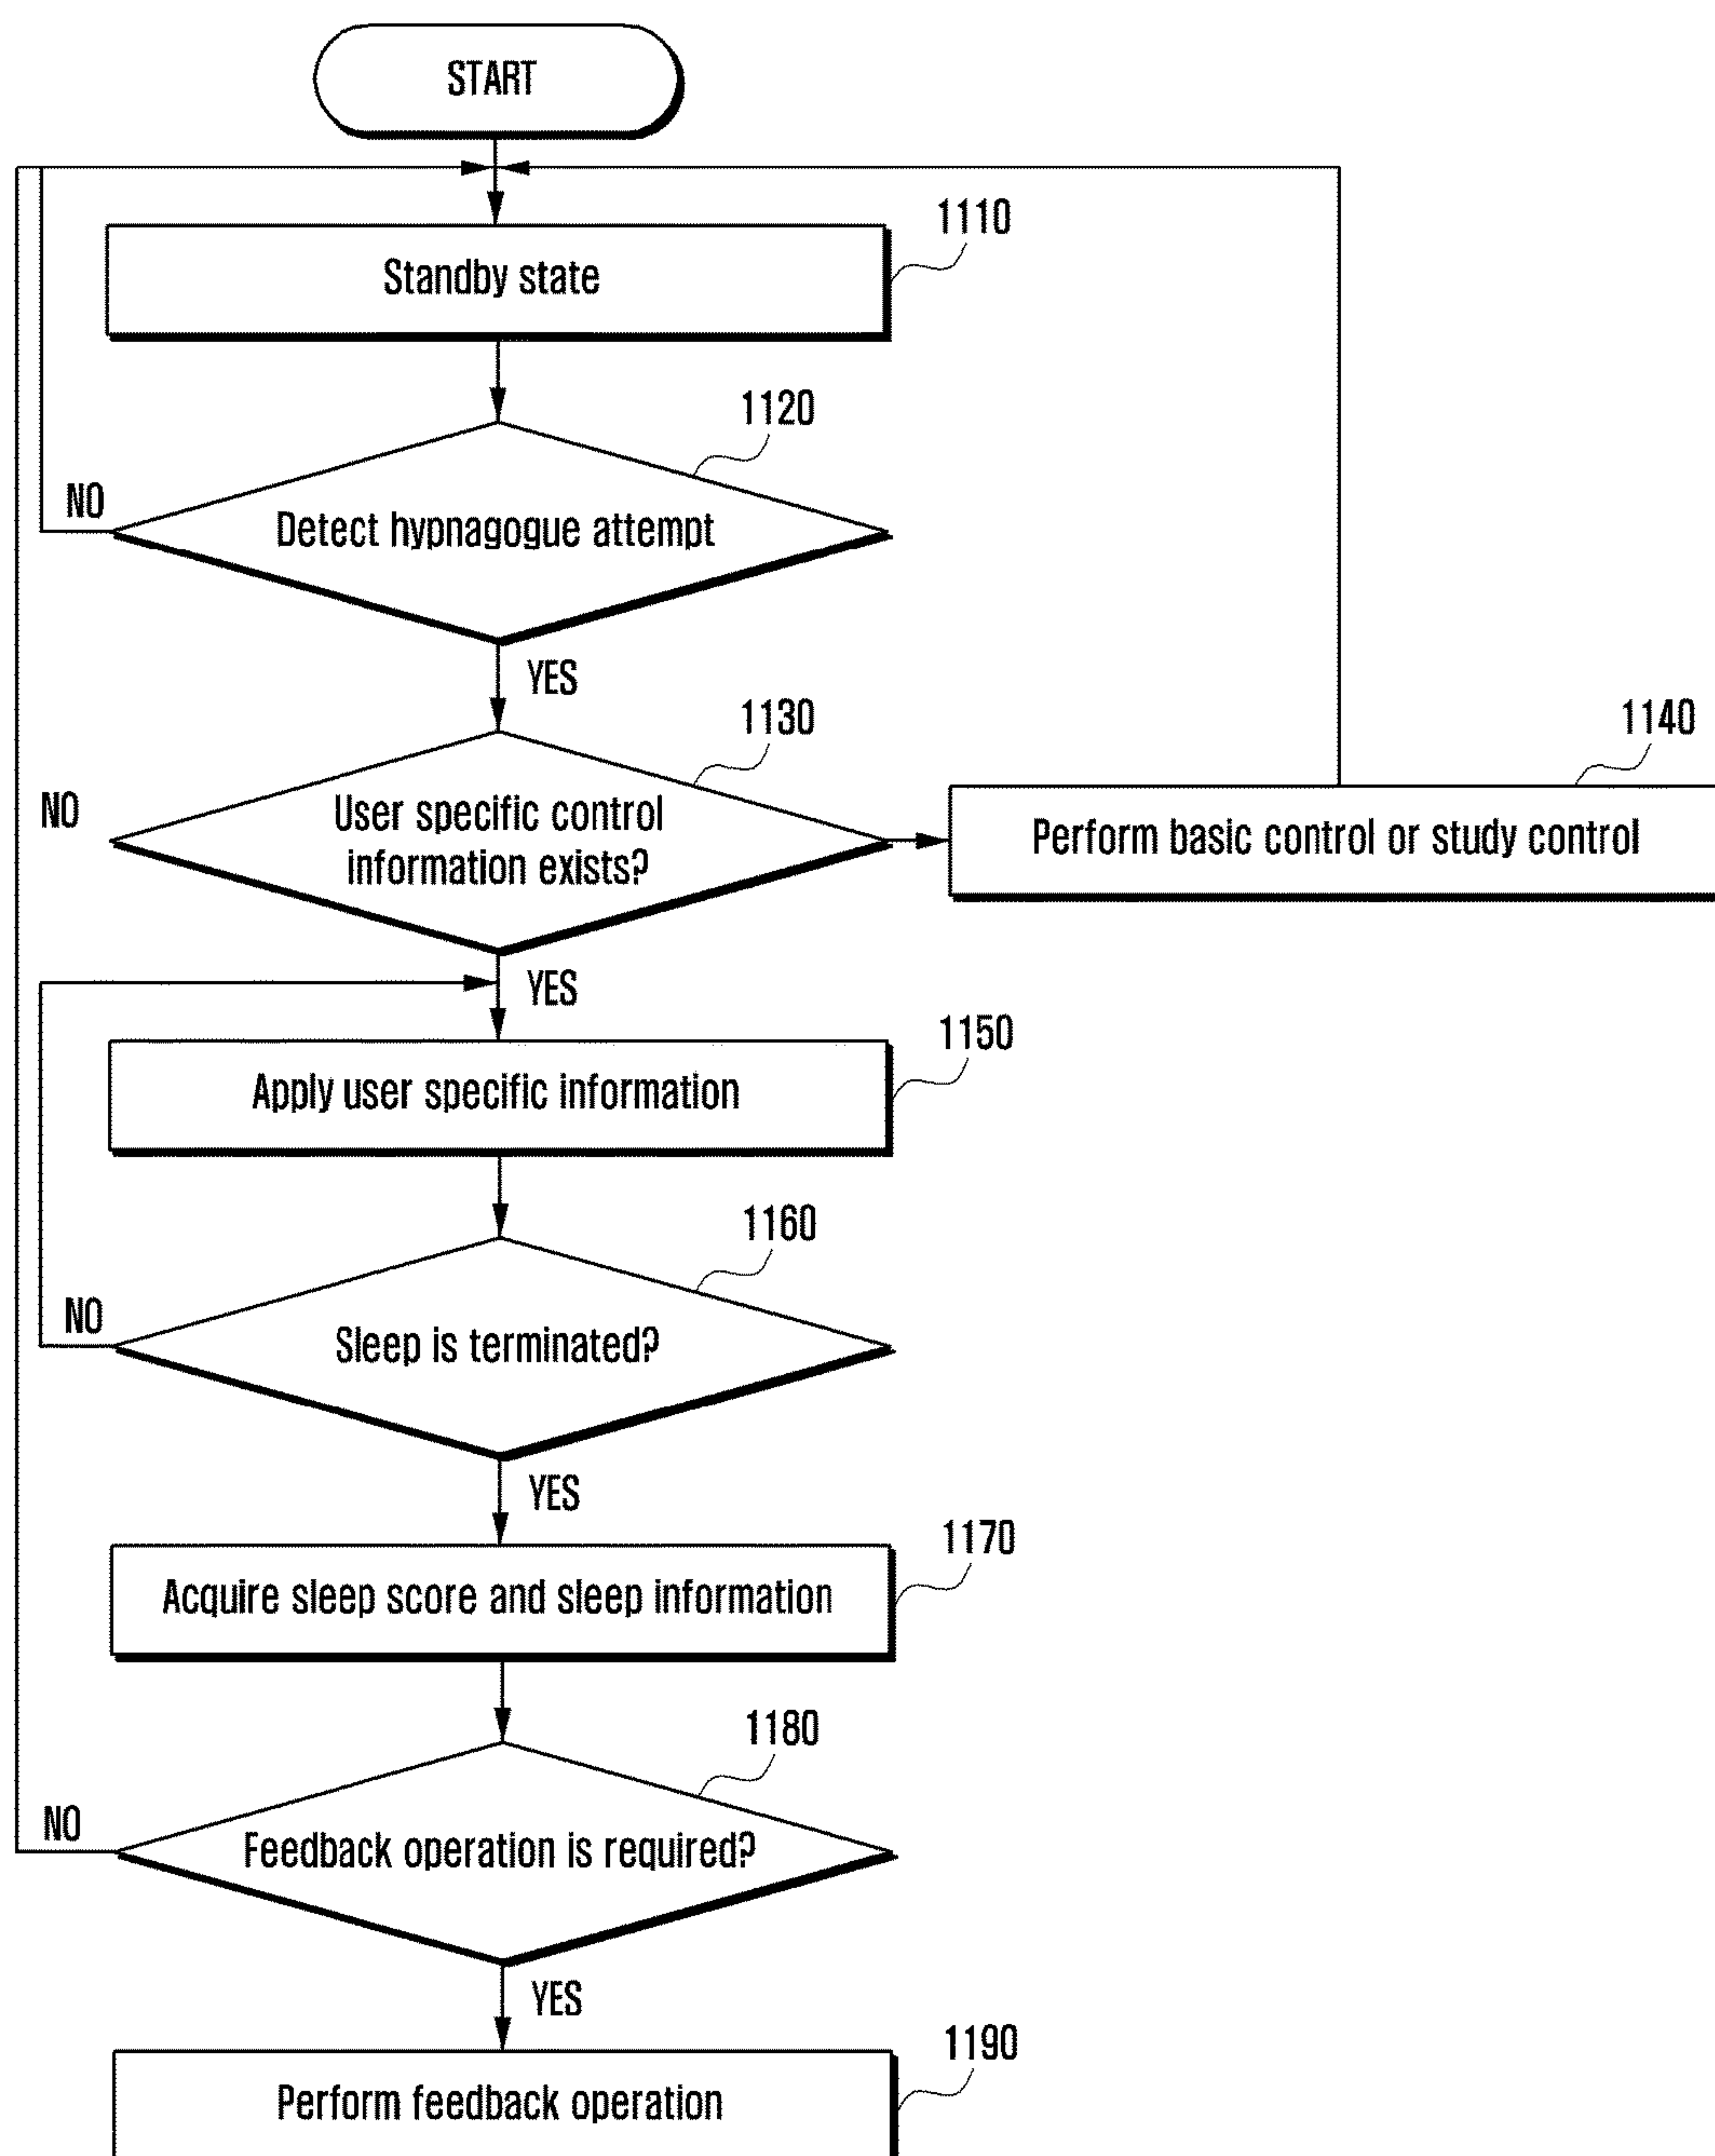 START
1110
Standby state
1120
NO
Detect hypnagogue attempt
YES
1130
1140
NO
User specific control
information exists?
Perform basic control or study control
YES
1150
Apply user specific information
1160
NO
Sleep is terminated?
YES
1170
Acquire sleep score and sleep information
1180
NO
Feedback operation is required?
YES
1190
Perform feedback operation